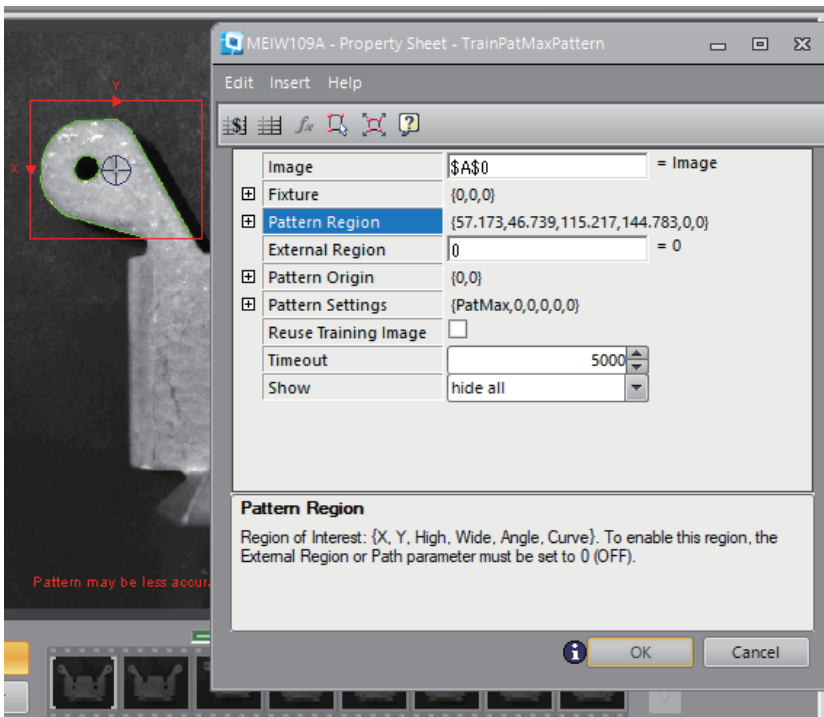 MEIW109A - Property Sheet - TrainPatMaxPattern
Edit Insert Help
Y
X
Image $A$0 = Image
Fixture {0,0,0}
Pattern Region {57.173,46.739,115.217,144.783,0,0}
External Region 0 = 0
Pattern Origin {0,0}
Pattern Settings {PatMax,0,0,0,0,0}
Reuse Training Image
Timeout 5000
Show hide all
Pattern Region
Region of Interest: {X, Y, High, Wide, Angle, Curve}. To enable this region, the
External Region or Path parameter must be set to 0 (OFF).
Pattern may be less
OK Cancel